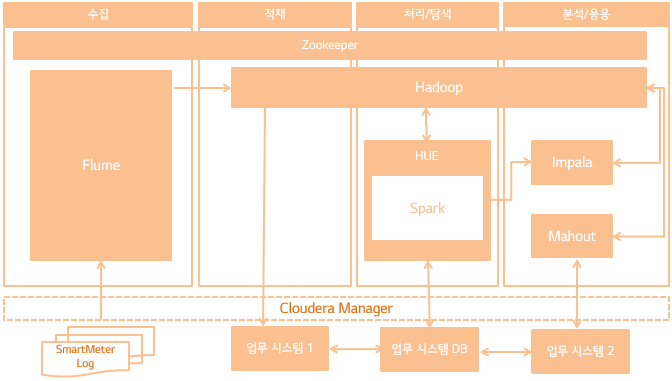 수집
적재
처리/탐색
분석/응용
Zookeeper
Hadoop
Flume
HUE
Spark
Impala
Mahout
Cloudera Manager
SmartMeter
Log
업무 시스템 1
업무 시스템 DB
업무 시스템 2